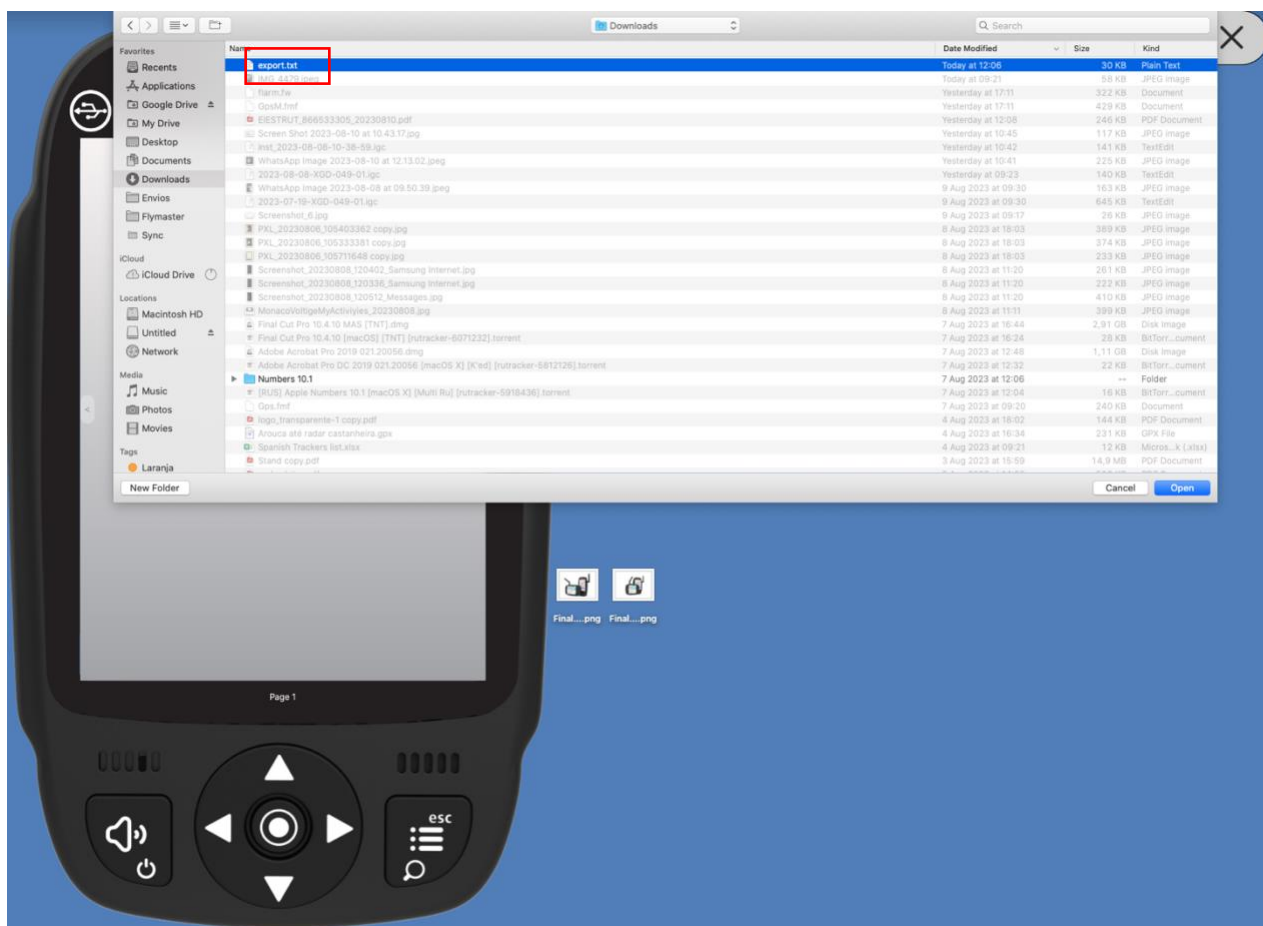 Downloads
Search
Favorites
Recents
Applications
Google Drive
My Drive
Desktop
Documents
Downloads
Envios
Flymaster
Sync
iCloud
iCloud Drive
Locations
Macintosh HD
Untitled
Network
Media
Music
Photos
Movies
Tags
Laranja
Name Date Modified Size Kind
export.txt Today at 12:06 30 KB Plain Text
IMG_4429.jpeg Today at 09:21 58 KB JPEG image
flarm.fw Yesterday at 17:11 322 KB Document
GpsM.fmf Yesterday at 17:11 429 KB Document
EIESTRUT_866533305_20230810.pdf Yesterday at 12:08 246 KB PDF Document
Screen Shot 2023-08-10 at 10.43.17.jpg Yesterday at 10:45 117 KB JPEG image
inst_2023-08-06-10-38-59.igc Yesterday at 10:42 141 KB TextEdit
WhatsApp Image 2023-08-10 at 12.13.02.jpeg Yesterday at 10:41 225 KB JPEG image
2023-08-08-XGD-049-01.igc Yesterday at 09:23 140 KB TextEdit
WhatsApp Image 2023-08-08 at 09.50.39.jpeg 9 Aug 2023 at 09:30 163 KB JPEG image
2023-07-19-XGD-049-01.igc 9 Aug 2023 at 09:30 645 KB TextEdit
Screenshot_6.jpg 9 Aug 2023 at 09:17 26 KB JPEG image
PXL_20230806_105403362 copy.jpg 8 Aug 2023 at 18:03 389 KB JPEG image
PXL_20230806_105333381 copy.jpg 8 Aug 2023 at 18:03 374 KB JPEG image
PXL_20230806_105711648 copy.jpg 8 Aug 2023 at 18:03 233 KB JPEG image
Screenshot_20230808_120402_Samsung Internet.jpg 8 Aug 2023 at 11:20 261 KB JPEG image
Screenshot_20230808_120336_Samsung Internet.jpg 8 Aug 2023 at 11:20 222 KB JPEG image
Screenshot_20230808_120512_Messages.jpg 8 Aug 2023 at 11:20 410 KB JPEG image
MonacoVoltigeMyActiviyies_20230808.jpg 8 Aug 2023 at 11:11 399 KB JPEG image
Final Cut Pro 10.4.10 MAS [TNT].dmg 7 Aug 2023 at 16:44 2,91 GB Disk Image
Final Cut Pro 10.4.10 [macOS] [TNT] [rutracker-6071232].torrent 7 Aug 2023 at 16:24 28 KB BitTorr...cument
Adobe Acrobat Pro 2019 021.20056.dmg 7 Aug 2023 at 12:48 1,11 GB Disk Image
Adobe Acrobat Pro DC 2019 021.20056 [macOS X] [K'ed] [rutracker-5812126].torrent 7 Aug 2023 at 12:32 22 KB BitTorr...cument
Numbers 10.1 7 Aug 2023 at 12:06 -- Folder
[RUS] Apple Numbers 10.1 [macOS X] [Multi Ru] [rutracker-5918436].torrent 7 Aug 2023 at 12:04 16 KB BitTorr...cument
Gps.fmf 7 Aug 2023 at 09:20 240 KB Document
logo_transparente-1 copy.pdf 4 Aug 2023 at 18:02 144 KB PDF Document
Arouca até radar castanheira.gpx 4 Aug 2023 at 16:34 231 KB GPX File
Spanish Trackers list.xlsx 4 Aug 2023 at 09:21 12 KB Micros...k (.xlsx)
Stand copy.pdf 3 Aug 2023 at 15:59 14,9 MB PDF Document
New Folder Cancel Open
Final....png Final....png
Page 1
esc